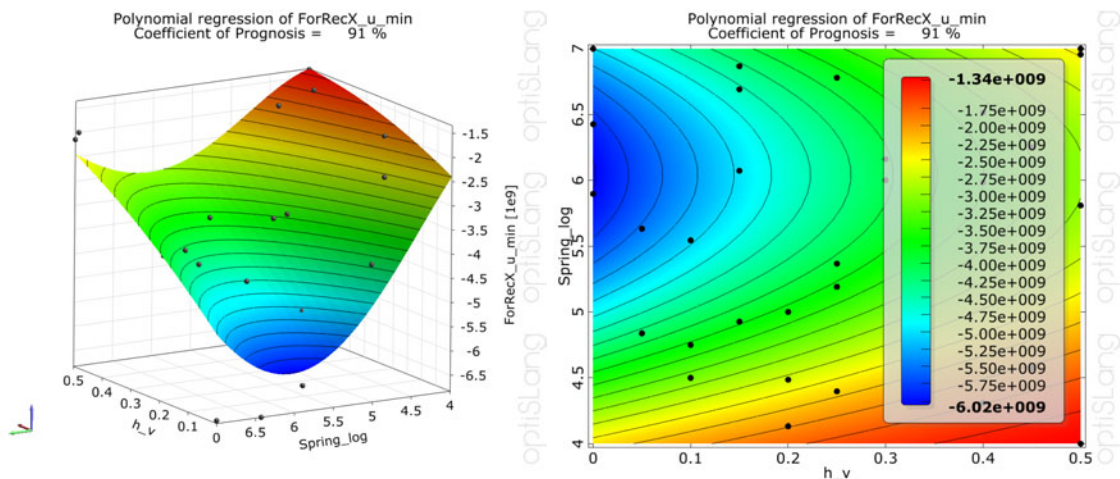 Polynomial regression of ForRecX_u_min
Coefficient of Prognosis = 91 %
-1.5
-2
-2.5
-3
-3.5
-4
-4.5
-5
-5.5
-6
-6.5
ForRecX_u_min [1e9]
0.5
0.4
0.3
0.2
0.1
0
h_v
6.5
6
5.5
5
4.5
4
Spring_log
optiSLang
optiSLang
optiSLang
Polynomial regression of ForRecX_u_min
Coefficient of Prognosis = 91 %
7
6.5
6
5.5
5
4.5
4
Spring_log
0
0.1
0.2
0.3
0.4
0.5
h_v
-1.34e+009
-1.75e+009
-2.00e+009
-2.25e+009
-2.50e+009
-2.75e+009
-3.00e+009
-3.25e+009
-3.50e+009
-3.75e+009
-4.00e+009
-4.25e+009
-4.50e+009
-4.75e+009
-5.00e+009
-5.25e+009
-5.50e+009
-5.75e+009
-6.02e+009
optiSLang
optiSLang
optiSLang